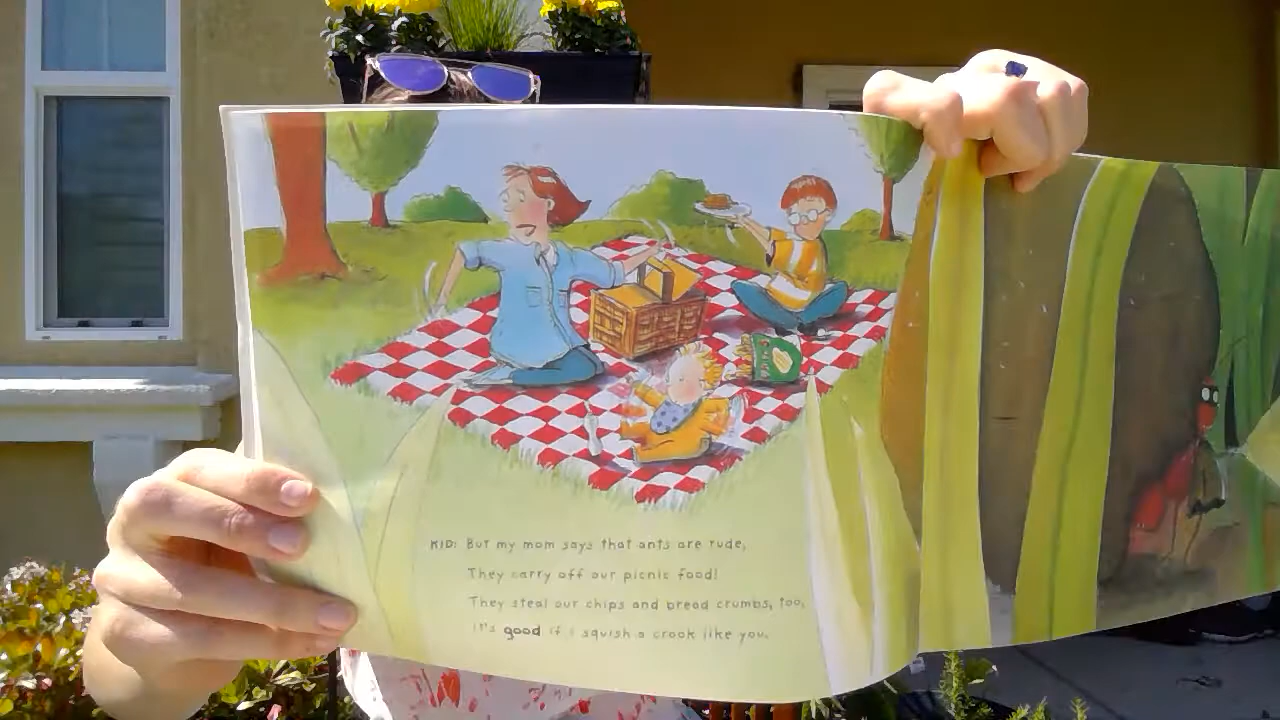 KID: But my mom says that ants are rude,
They carry off our picnic food!
They steal our chips and bread crumbs, too,
It's good if I squish a crook like you.